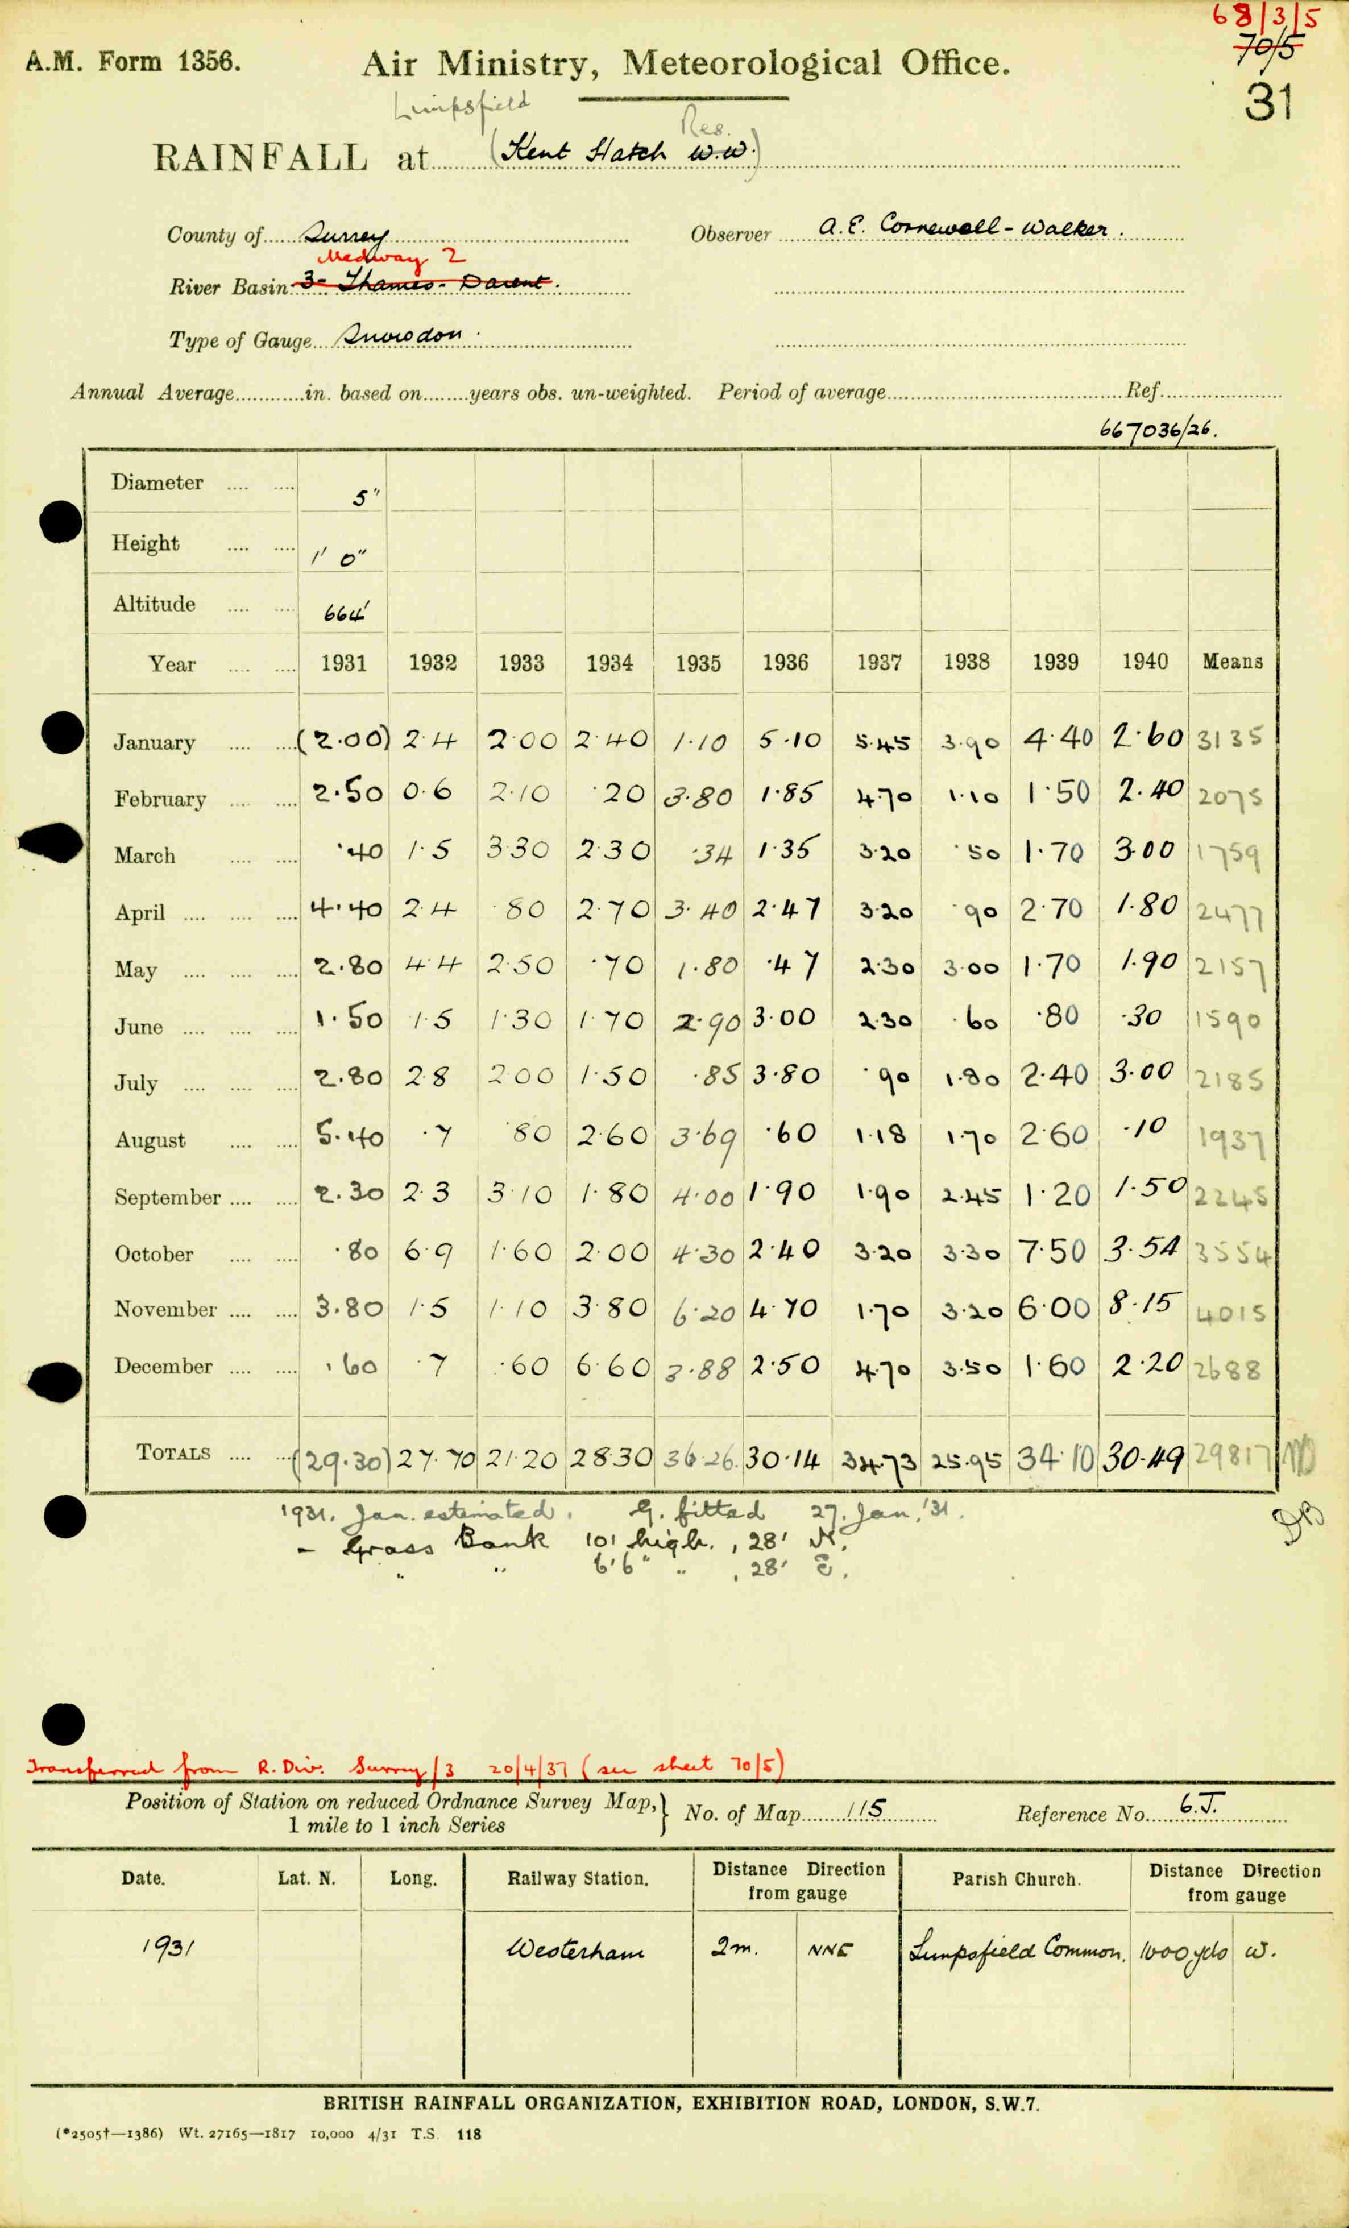 68/3/5
70/5
A.M. Form 1356.
Air Ministry, Meteorological Office.
31
Limpsfield
Res.
RAINFALL at (Kent Hatch W.W.)
County of Surrey Observer A. E. Cornewall-Walker.
Medway 2
River Basin 3- Thames-Darent.
Type of Gauge Snowdon.
Annual Average in. based on years obs. un-weighted. Period of average Ref.
667036/26.
Diameter 5"
Height 1' 0"
Altitude 664'
Year 1931 1932 1933 1934 1935 1936 1937 1938 1939 1940 Means
January (2.00) 2.4 2.00 2.40 1.10 5.10 5.45 3.90 4.40 2.60 3135
February 2.50 0.6 2.10 .20 3.80 1.85 4.70 1.10 1.50 2.40 2075
March .40 1.5 3.30 2.30 .34 1.35 3.20 .50 1.70 3.00 1759
April 4.40 2.4 .80 2.70 3.40 2.47 3.20 .90 2.70 1.80 2477
May 2.80 4.4 2.50 .70 1.80 .47 2.30 3.00 1.70 1.90 2157
June 1.50 1.5 1.30 1.70 2.90 3.00 2.30 .60 .80 .30 1590
July 2.80 2.8 2.00 1.50 .85 3.80 .90 1.80 2.40 3.00 2185
August 5.40 .7 .80 2.60 3.69 .60 1.18 1.70 2.60 .10 1937
September 2.30 2.3 3.10 1.80 4.00 1.90 1.90 2.45 1.20 1.50 2245
October .80 6.9 1.60 2.00 4.30 2.40 3.20 3.30 7.50 3.54 3554
November 3.80 1.5 1.10 3.80 6.20 4.70 1.70 3.20 6.00 8.15 4015
December .60 .7 .60 6.60 3.88 2.50 4.70 3.50 1.60 2.20 2688
TOTALS (29.30) 27.70 21.20 28.30 36.26 30.14 34.73 25.95 34.10 30.49 29817
1931. Jan. estimated. G. fitted 27. Jan. '31.
DB
- Grass Bank 10' high, 28' N.
" " 6'6" " , 28' E.
Transferred from R. Div. Surrey/3 20/4/37 (see sheet 70/5)
Position of Station on reduced Ordnance Survey Map, } No. of Map 115 Reference No. 6.J.
1 mile to 1 inch Series
Date. Lat. N. Long. Railway Station. Distance Direction from gauge Parish Church. Distance Direction from gauge
1931 Westerham 2m. NNE Limpsfield Common. 1000 yds W.
BRITISH RAINFALL ORGANIZATION, EXHIBITION ROAD, LONDON, S.W.7.
(*2505†—1386) Wt. 27165—1817 10,000 4/31 T.S. 118